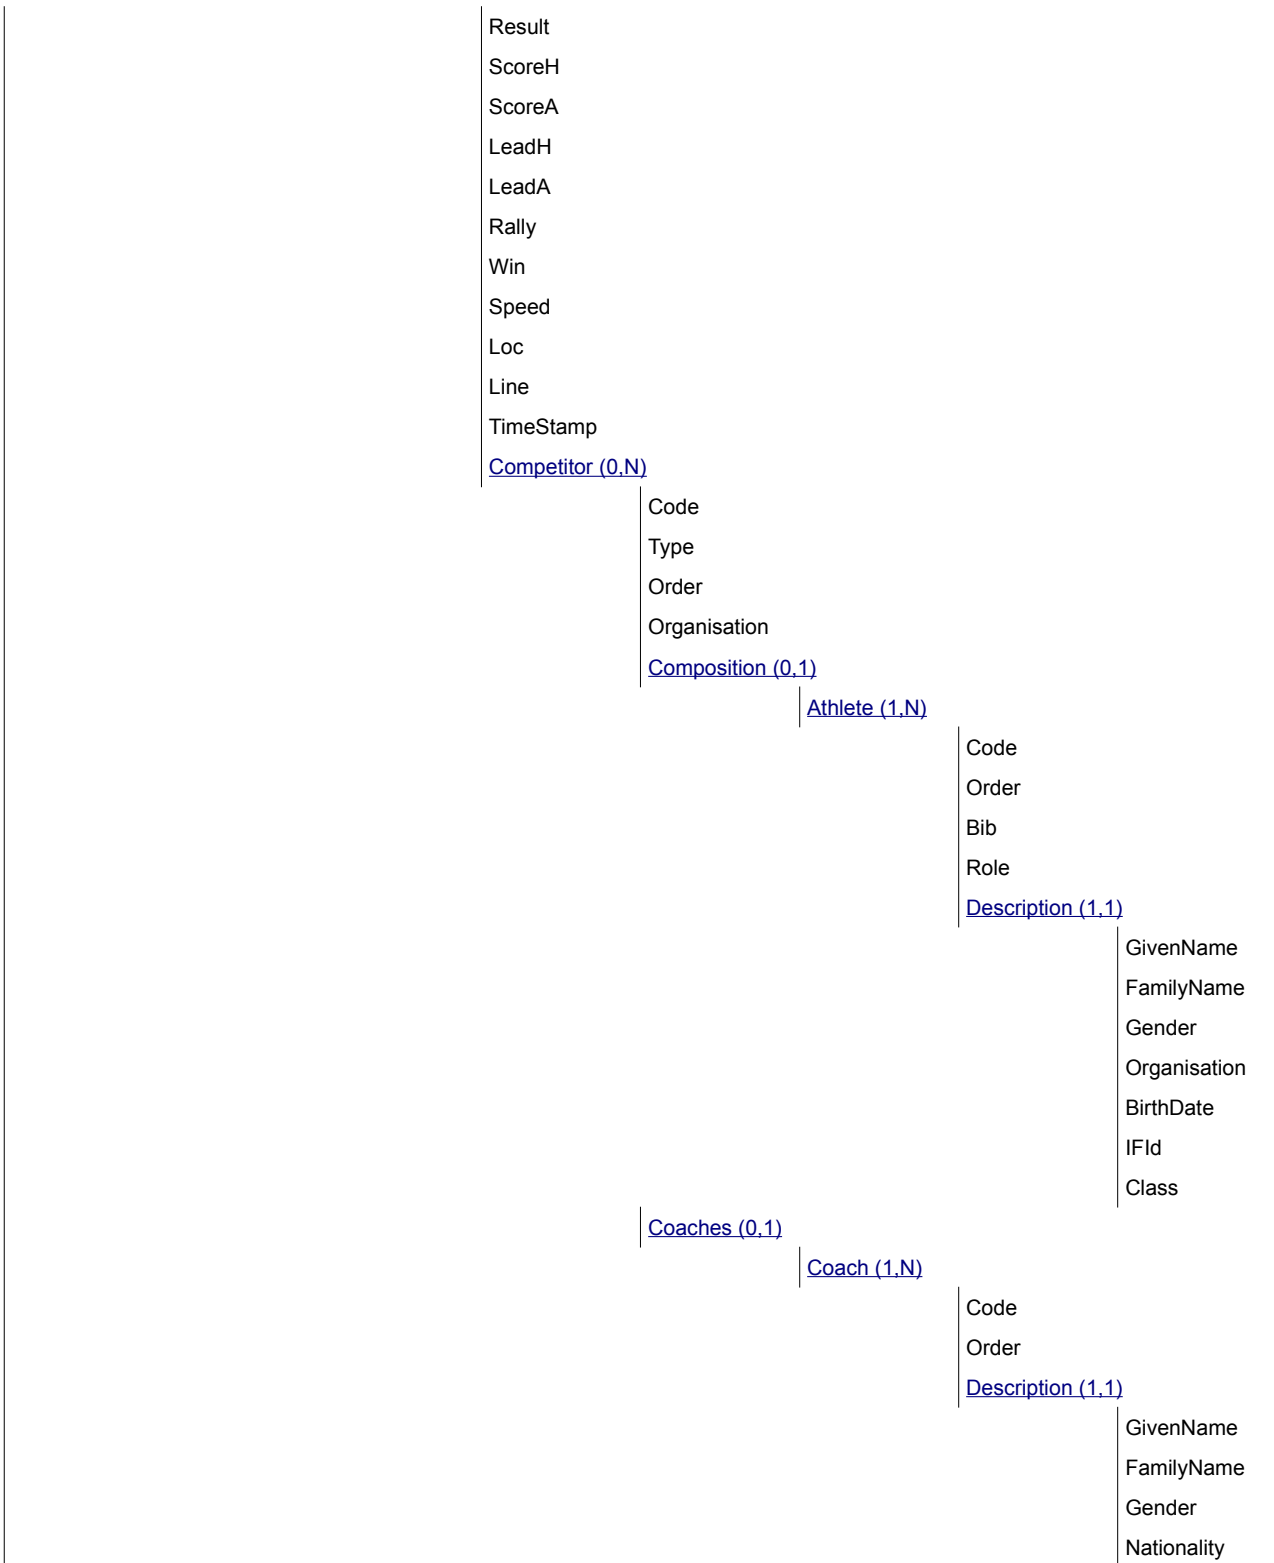 Result
ScoreH
ScoreA
LeadH
LeadA
Rally
Win
Speed
Loc
Line
TimeStamp
Competitor (0,N)
Code
Type
Order
Organisation
Composition (0,1)
Athlete (1,N)
Code
Order
Bib
Role
Description (1,1)
GivenName
FamilyName
Gender
Organisation
BirthDate
IFId
Class
Coaches (0,1)
Coach (1,N)
Code
Order
Description (1,1)
GivenName
FamilyName
Gender
Nationality